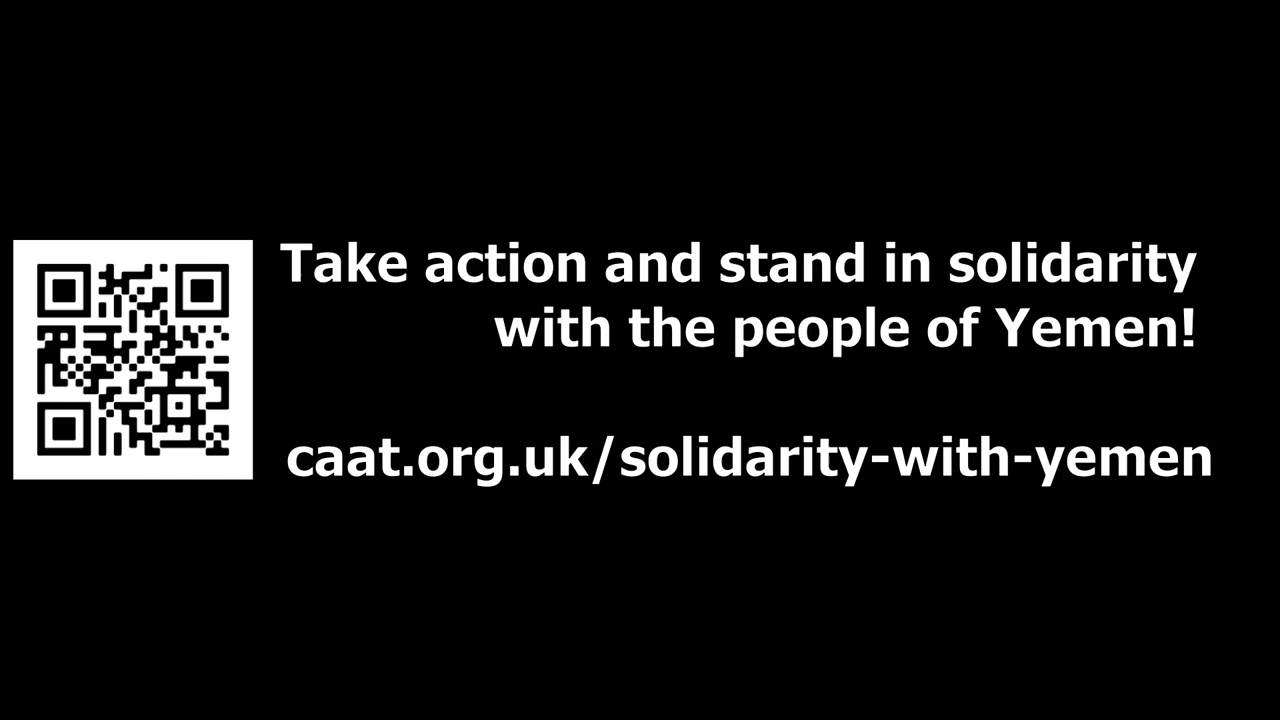 Take action and stand in solidarity
with the people of Yemen!
caat.org.uk/solidarity-with-yemen